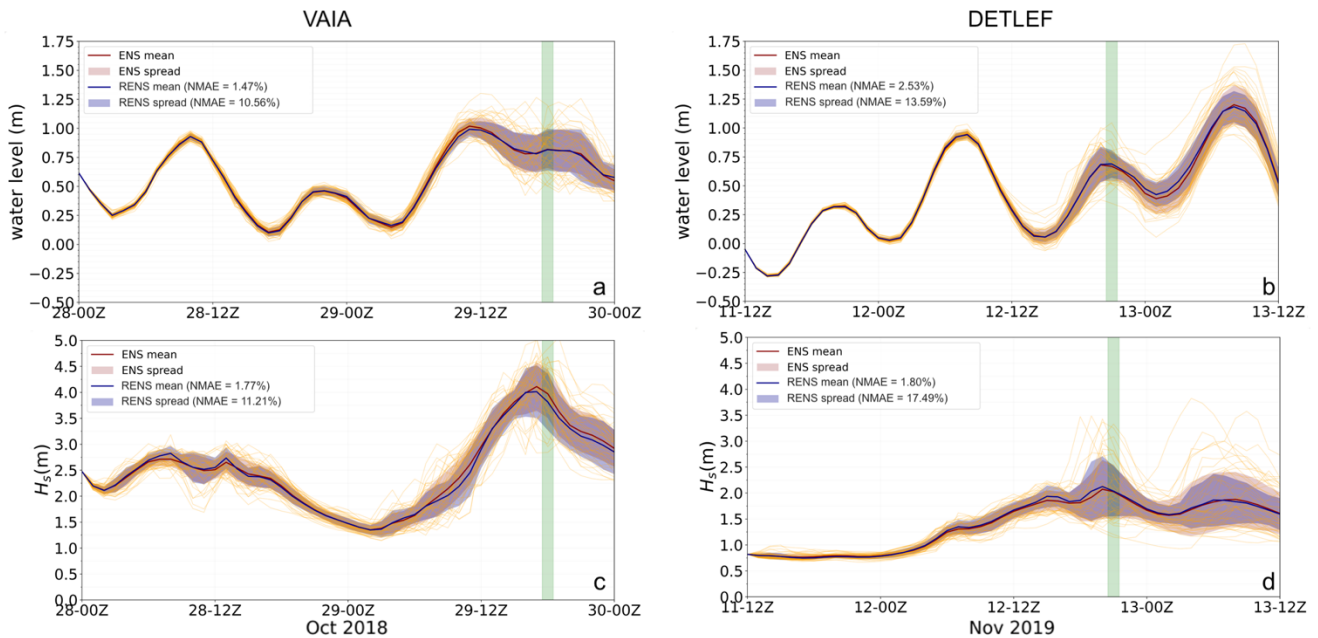 VAIA
DETLEF
1.75
1.50
1.25
1.00
0.75
0.50
0.25
0.00
−0.25
−0.50
water level (m)
ENS mean
ENS spread
RENS mean (NMAE = 1.47%)
RENS spread (NMAE = 10.56%)
a
28-00Z 28-12Z 29-00Z 29-12Z 30-00Z
1.75
1.50
1.25
1.00
0.75
0.50
0.25
0.00
−0.25
−0.50
water level (m)
ENS mean
ENS spread
RENS mean (NMAE = 2.53%)
RENS spread (NMAE = 13.59%)
b
11-12Z 12-00Z 12-12Z 13-00Z 13-12Z
5.0
4.5
4.0
3.5
3.0
2.5
2.0
1.5
1.0
0.5
0.0
Hs(m)
ENS mean
ENS spread
RENS mean (NMAE = 1.77%)
RENS spread (NMAE = 11.21%)
c
28-00Z 28-12Z 29-00Z 29-12Z 30-00Z
Oct 2018
5.0
4.5
4.0
3.5
3.0
2.5
2.0
1.5
1.0
0.5
0.0
Hs(m)
ENS mean
ENS spread
RENS mean (NMAE = 1.80%)
RENS spread (NMAE = 17.49%)
d
11-12Z 12-00Z 12-12Z 13-00Z 13-12Z
Nov 2019